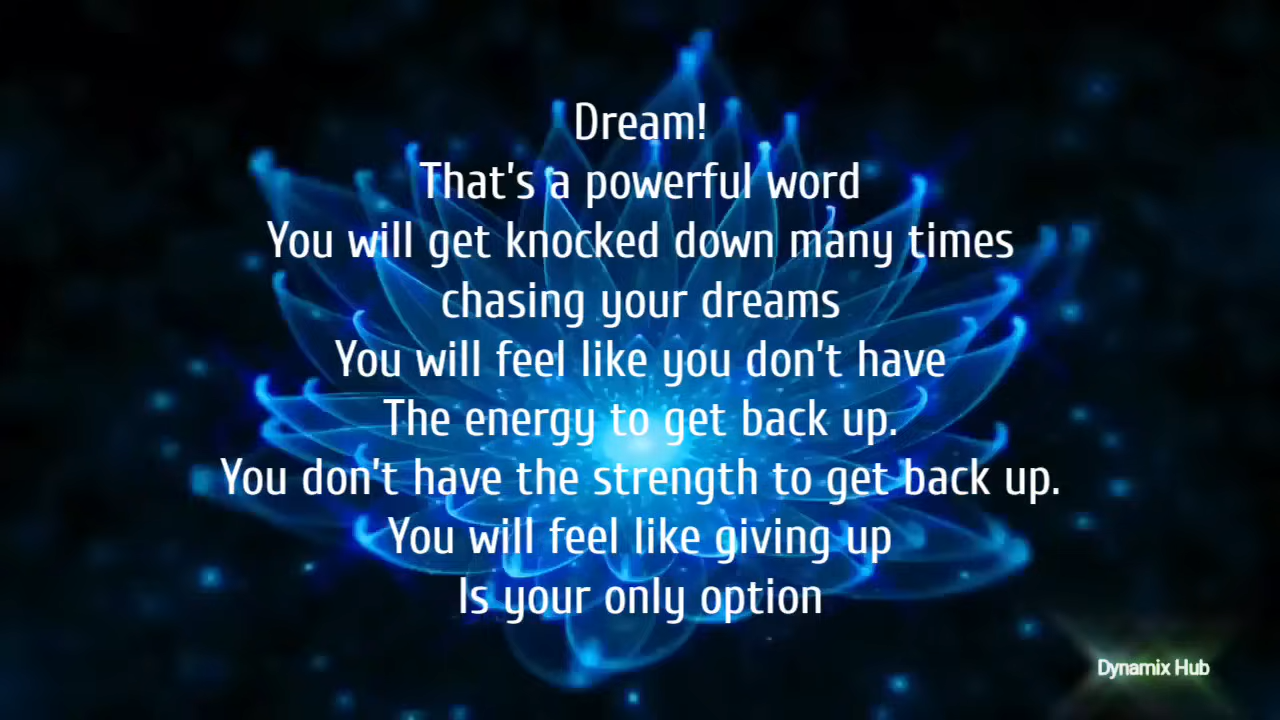 Dream!
That's a powerful word
You will get knocked down many times
chasing your dreams
You will feel like you don't have
The energy to get back up.
You don't have the strength to get back up.
You will feel like giving up
Is your only option
Dynamix Hub